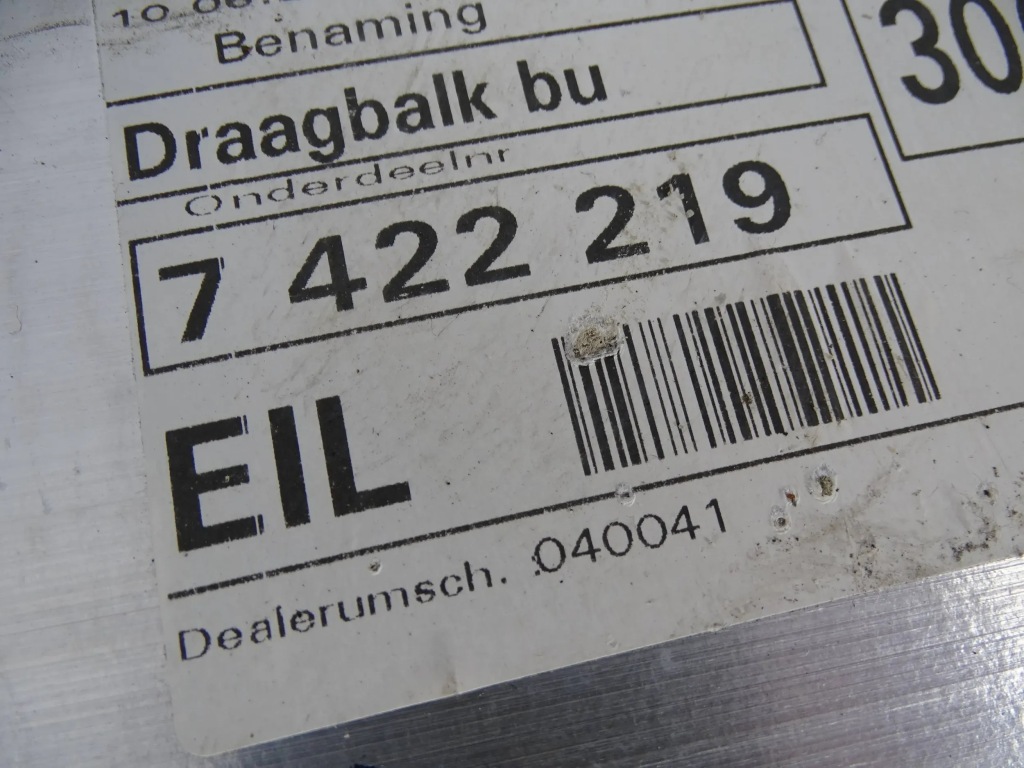 Benaming
Draagbalk bu
Onderdeelnr
7 422 219
EIL
Dealerumsch. 040041